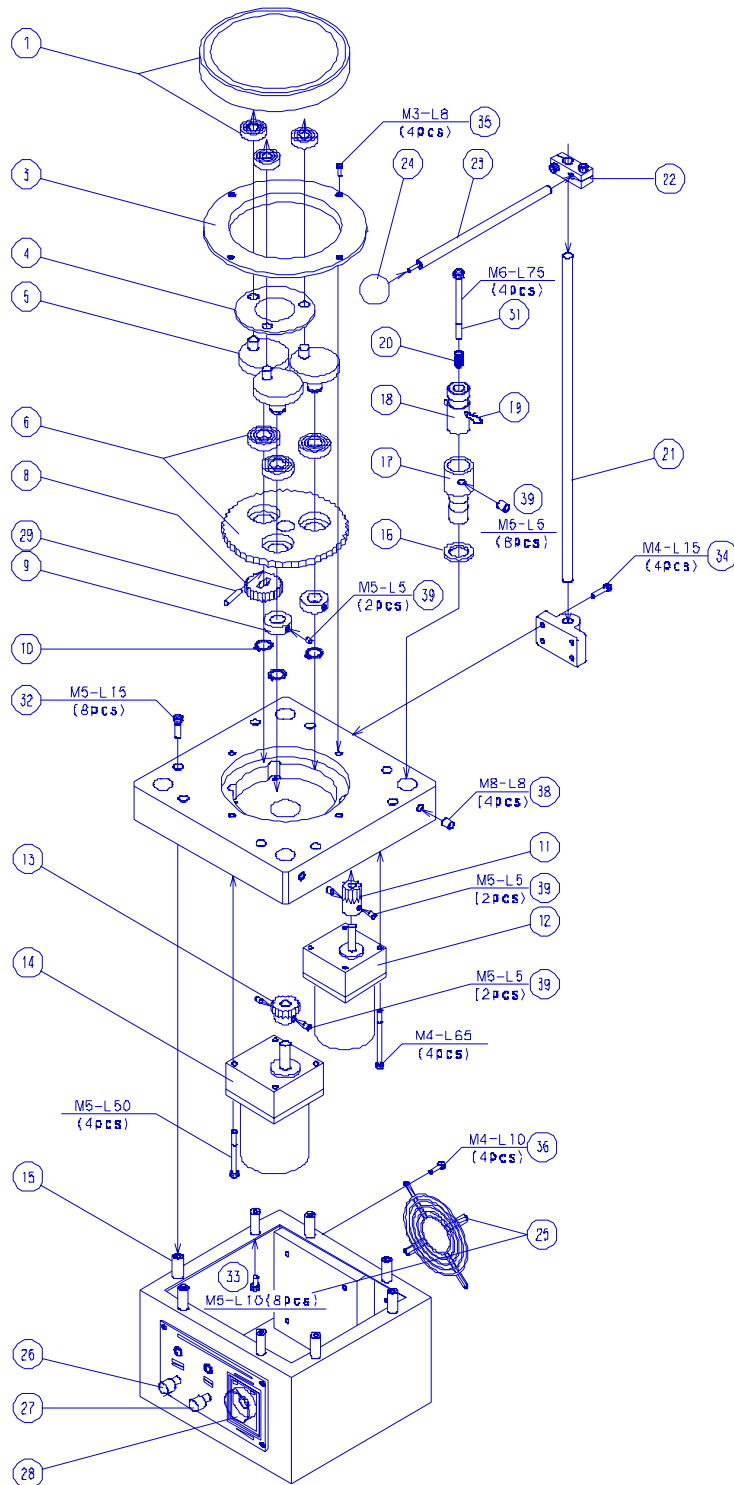 1
M3-L8
35
(4pcs)
24
23
3
22
4
M6-L75
(4pcs)
5
31
20
18
19
6
17
21
8
39
M5-L5
(8pcs)
16
29
M4-L15
34
(4pcs)
9
M5-L5
39
(2pcs)
10
M5-L15
32
(8pcs)
M8-L8
38
[4pcs)
13
11
M5-L5
39
[2pcs)
12
14
M5-L5
39
[2pcs)
M4-L65
(4pcs)
M5-L50
(4pcs)
M4-L10
36
(4pcs)
15
25
33
M5-L10(8pcs)
26
27
28